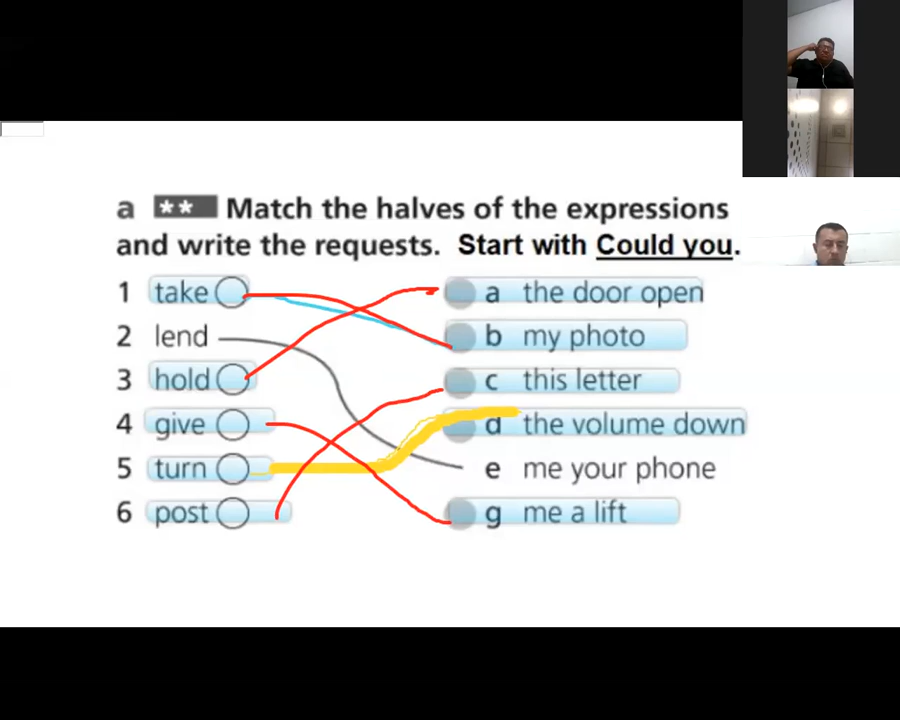 a ** Match the halves of the expressions
and write the requests. Start with Could you.
1 take a the door open
2 lend b my photo
3 hold c this letter
4 give d the volume down
5 turn e me your phone
6 post g me a lift